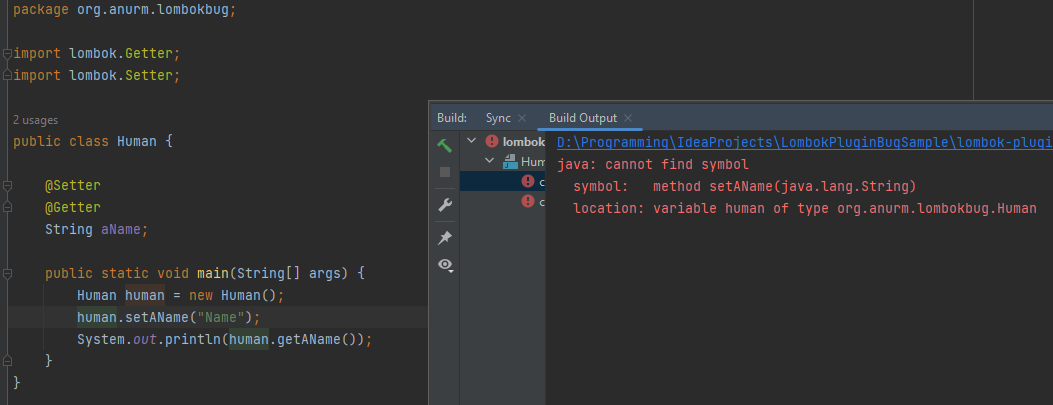 package org.anurm.lombokbug;
import lombok.Getter;
import lombok.Setter;
2 usages
public class Human {
@Setter
@Getter
String aName;
public static void main(String[] args) {
Human human = new Human();
human.setAName("Name");
System.out.println(human.getAName());
}
}
Build: Sync × Build Output ×
lombok
Hum
c
c
D:\Programming\IdeaProjects\LombokPluginBugSample\lombok-plugi
java: cannot find symbol
symbol: method setAName(java.lang.String)
location: variable human of type org.anurm.lombokbug.Human